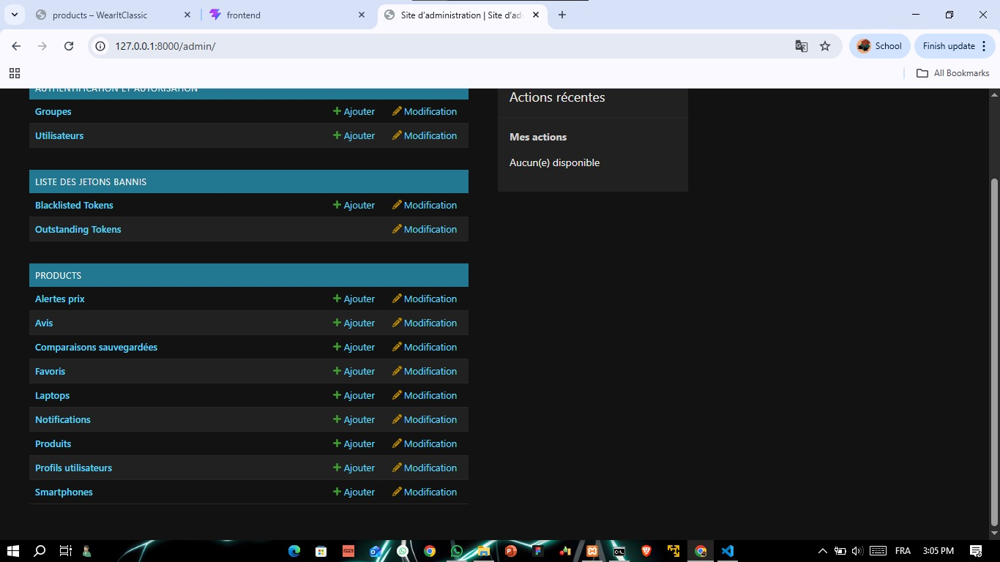 products – WearItClassic
frontend
Site d'administration | Site d'ad
127.0.0.1:8000/admin/
School
Finish update
All Bookmarks
AUTHENTIFICATION ET AUTORISATION
Groupes Ajouter Modification
Utilisateurs Ajouter Modification
LISTE DES JETONS BANNIS
Blacklisted Tokens Ajouter Modification
Outstanding Tokens Modification
PRODUCTS
Alertes prix Ajouter Modification
Avis Ajouter Modification
Comparaisons sauvegardées Ajouter Modification
Favoris Ajouter Modification
Laptops Ajouter Modification
Notifications Ajouter Modification
Produits Ajouter Modification
Profils utilisateurs Ajouter Modification
Smartphones Ajouter Modification
Actions récentes
Mes actions
Aucun(e) disponible
FRA
3:05 PM